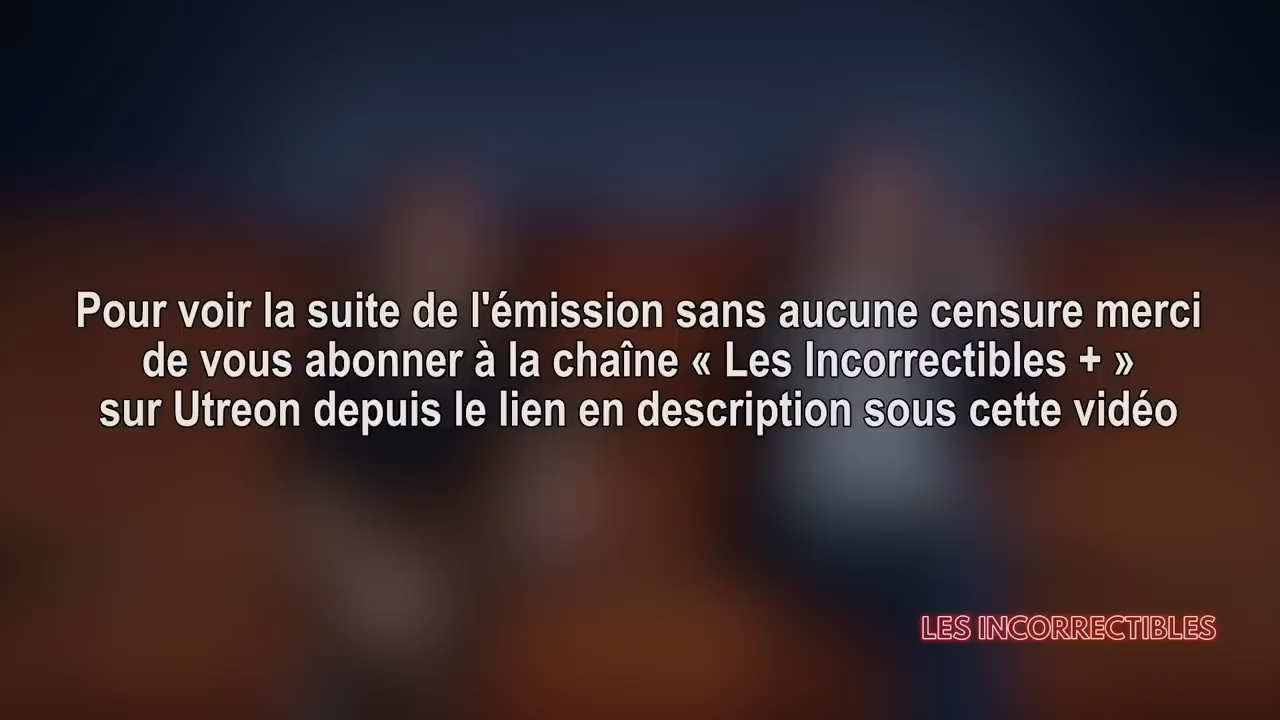 Pour voir la suite de l'émission sans aucune censure merci
de vous abonner à la chaîne « Les Incorrectibles + »
sur Utreon depuis le lien en description sous cette vidéo
LES INCORRECTIBLES